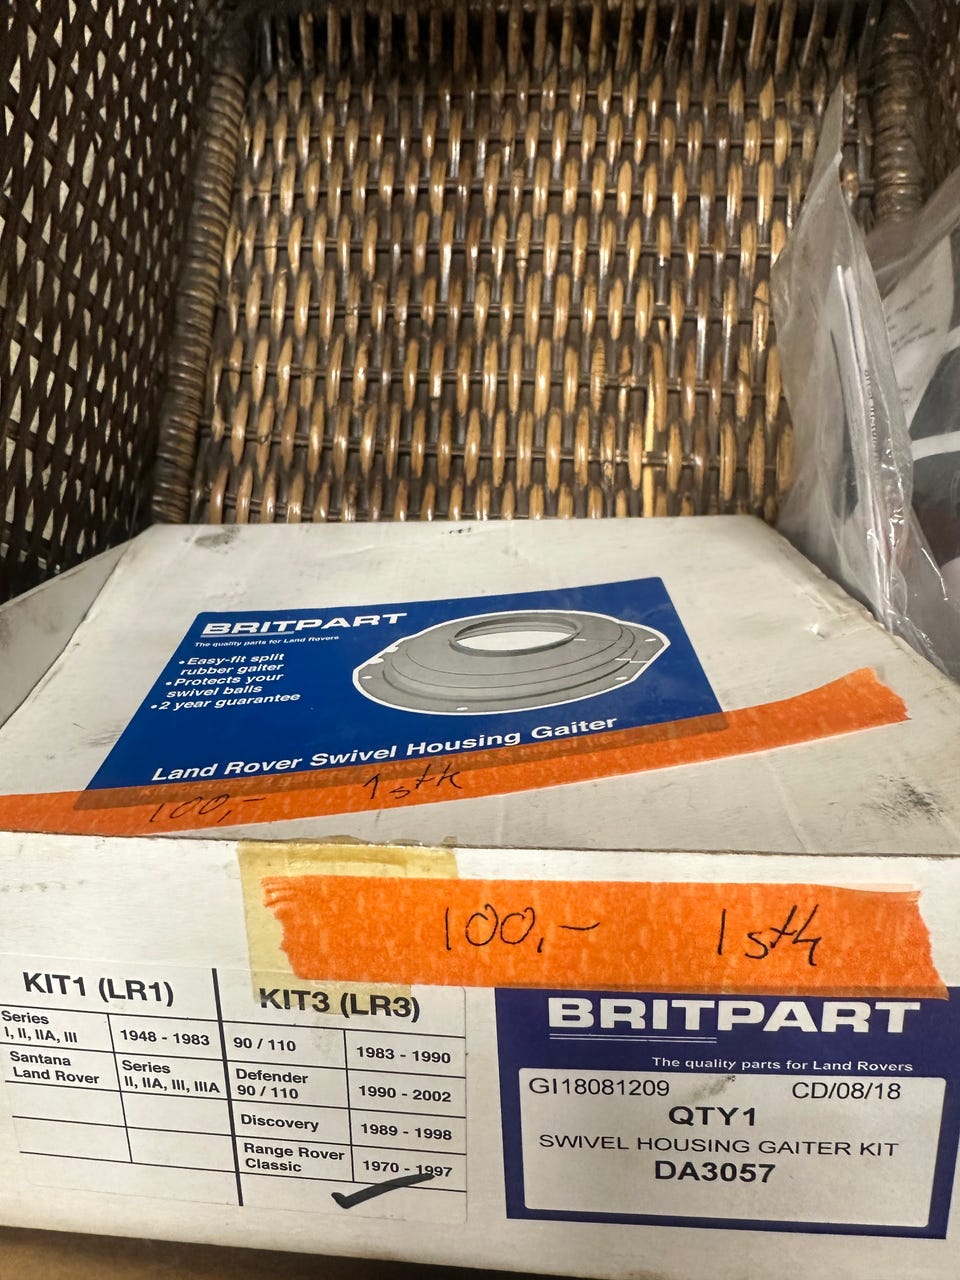 BRITPART
The quality parts for Land Rovers
• Easy-fit split
rubber gaiter
• Protects your
swivel balls
• 2 year guarantee
Land Rover Swivel Housing Gaiter
100,- 1 stk
100,- 1 stk
KIT1 (LR1)
Series
I, II, IIA, III
1948 - 1983
Santana
Land Rover
Series
II, IIA, III, IIIA
KIT3 (LR3)
90 / 110
1983 - 1990
Defender
90 / 110
1990 - 2002
Discovery
1989 - 1998
Range Rover
Classic
1970 - 1997
BRITPART
The quality parts for Land Rovers
GI18081209 CD/08/18
QTY1
SWIVEL HOUSING GAITER KIT
DA3057